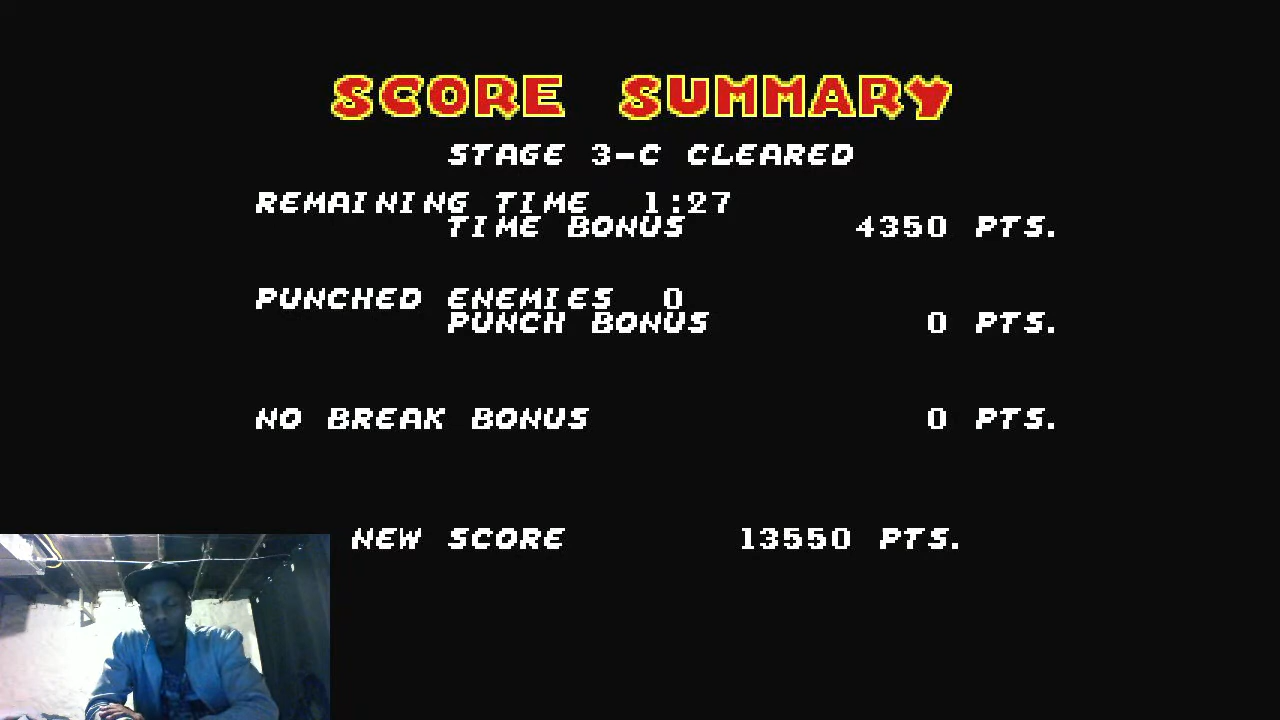 SCORE SUMMARY
STAGE 3-C CLEARED
REMAINING TIME 1:27
TIME BONUS 4350 PTS.
PUNCHED ENEMIES 0
PUNCH BONUS 0 PTS.
NO BREAK BONUS 0 PTS.
NEW SCORE 13550 PTS.